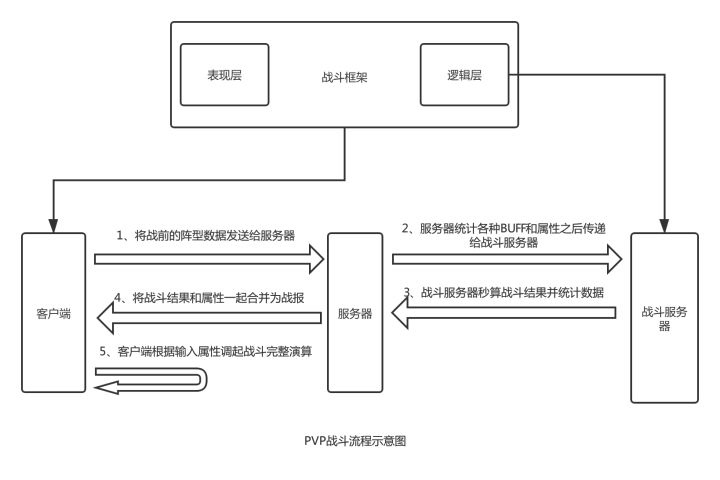 表现层
战斗框架
逻辑层
1、将战前的阵型数据发送给服务器
2、服务器统计各种BUFF和属性之后传递
给战斗服务器
4、将战斗结果和属性一起合并为战报
3、战斗服务器秒算战斗结果并统计数据
客户端
服务器
战斗服务
器
5、客户端根据输入属性调起战斗完整演算
PVP战斗流程示意图